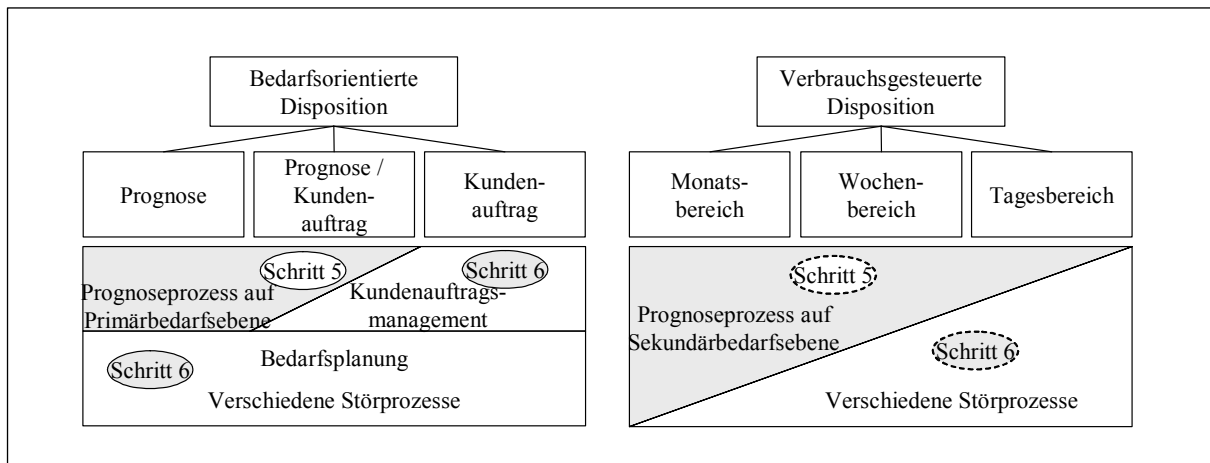 Bedarfsorientierte
Disposition
Prognose
Prognose /
Kunden-
auftrag
Kunden-
auftrag
Schritt 5
Schritt 6
Prognoseprozess auf
Primärbedarfsebene
Kundenauftrags-
management
Bedarfsplanung
Schritt 6
Verschiedene Störprozesse
Verbrauchsgesteuerte
Disposition
Monats-
bereich
Wochen-
bereich
Tagesbereich
Schritt 5
Prognoseprozess auf
Sekundärbedarfsebene
Schritt 6
Verschiedene Störprozesse